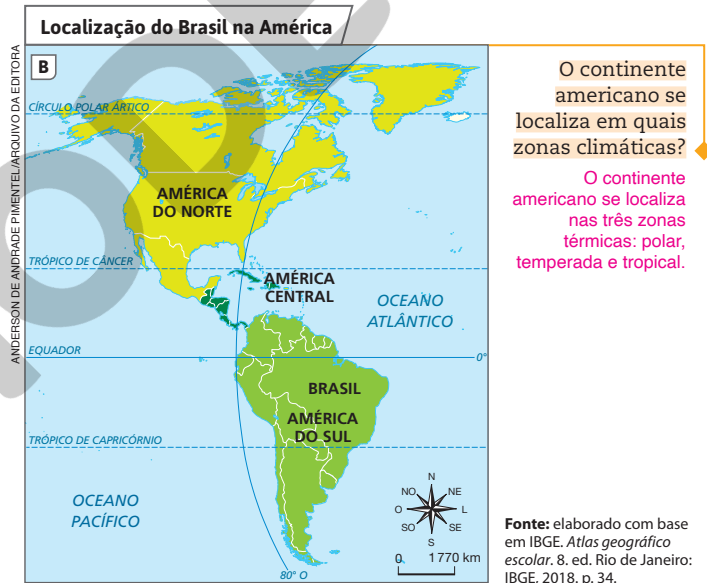 Localização do Brasil na América
B
ANDERSON DE ANDRADE PIMENTEL/ARQUIVO DA EDITORA
CÍRCULO POLAR ÁRTICO
AMÉRICA
DO NORTE
TRÓPICO DE CÂNCER
AMÉRICA
CENTRAL
OCEANO
ATLÂNTICO
EQUADOR
0°
BRASIL
AMÉRICA
DO SUL
TRÓPICO DE CAPRICÓRNIO
OCEANO
PACÍFICO
N
NO
NE
O
L
SO
SE
S
0
1770 km
80° O
O continente
americano se
localiza em quais
zonas climáticas?
O continente
americano se localiza
nas três zonas
térmicas: polar,
temperada e tropical.
Fonte: elaborado com base
em IBGE. Atlas geográfico
escolar. 8. ed. Rio de Janeiro:
IBGE, 2018. p. 34.